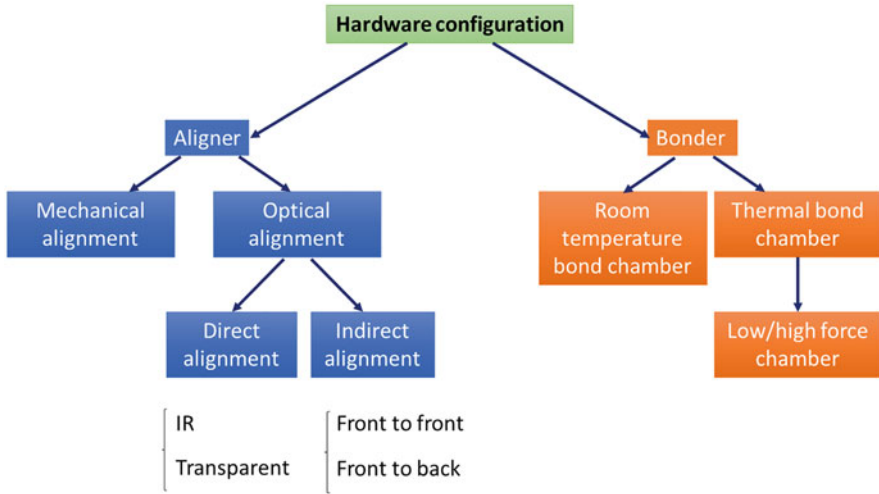 Hardware configuration
Aligner
Bonder
Mechanical
alignment
Optical
alignment
Room
temperature
bond chamber
Thermal bond
chamber
Direct
alignment
Indirect
alignment
Low/high force
chamber
IR
Transparent
Front to front
Front to back